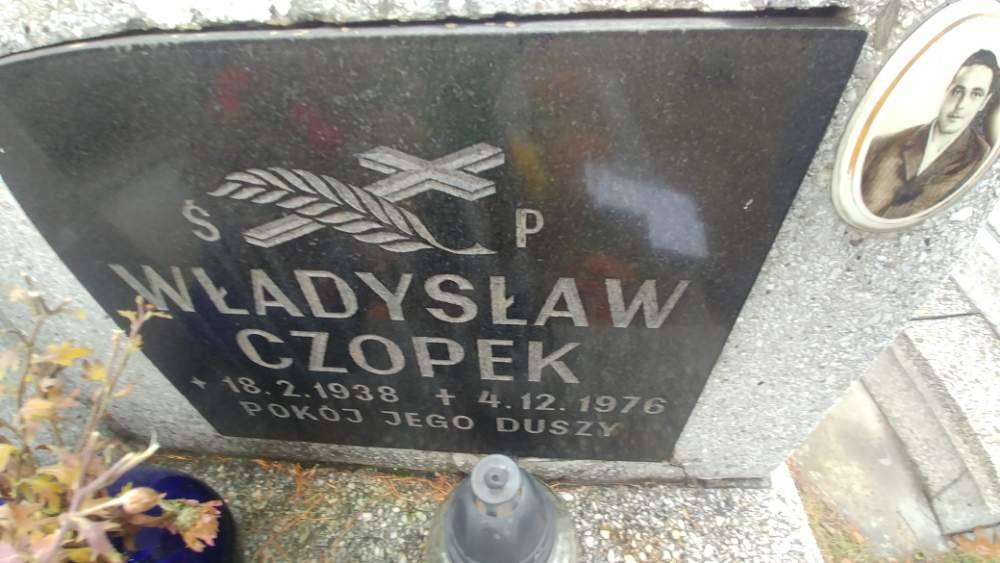 Ś P
WŁADYSŁAW
CZOPEK
+ 18.2.1938 + 4.12.1976
POKÓJ JEGO DUSZY